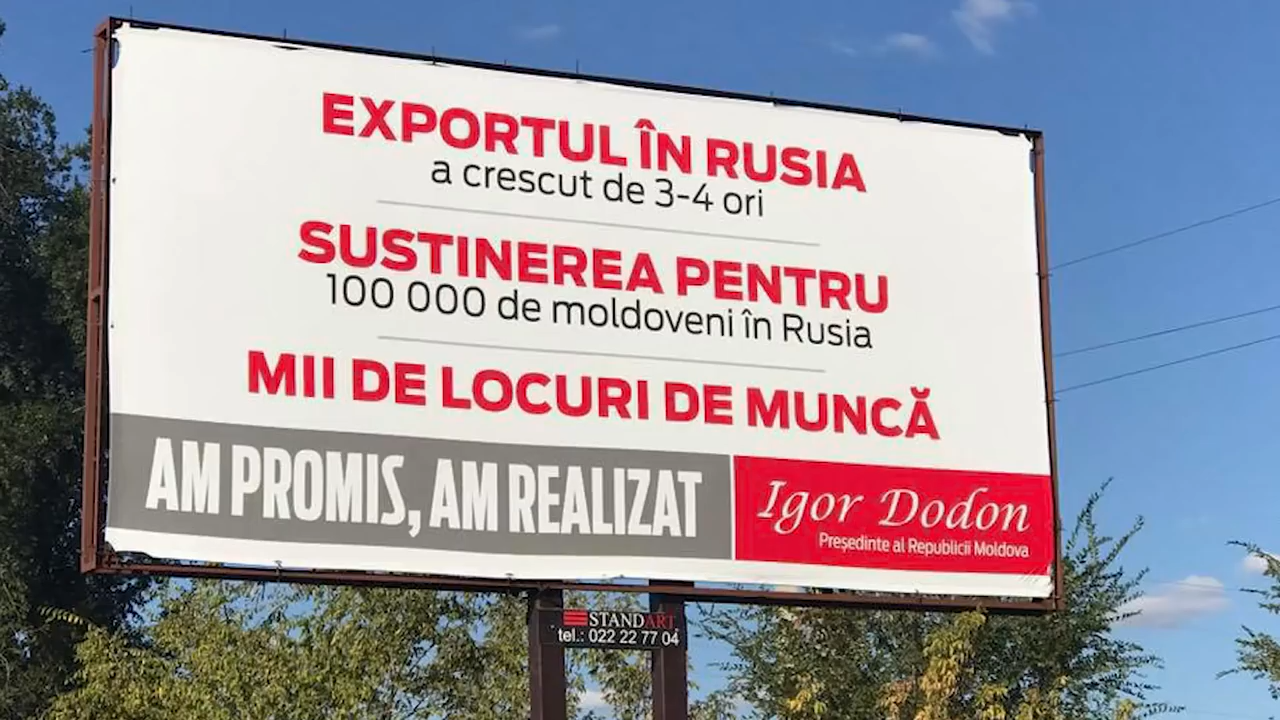 EXPORTUL ÎN RUSIA
a crescut de 3-4 ori
SUSTINEREA PENTRU
100 000 de moldoveni în Rusia
MII DE LOCURI DE MUNCĂ
AM PROMIS, AM REALIZAT
Igor Dodon
Președinte al Republicii Moldova
STANDART
tel.: 022 22 77 04